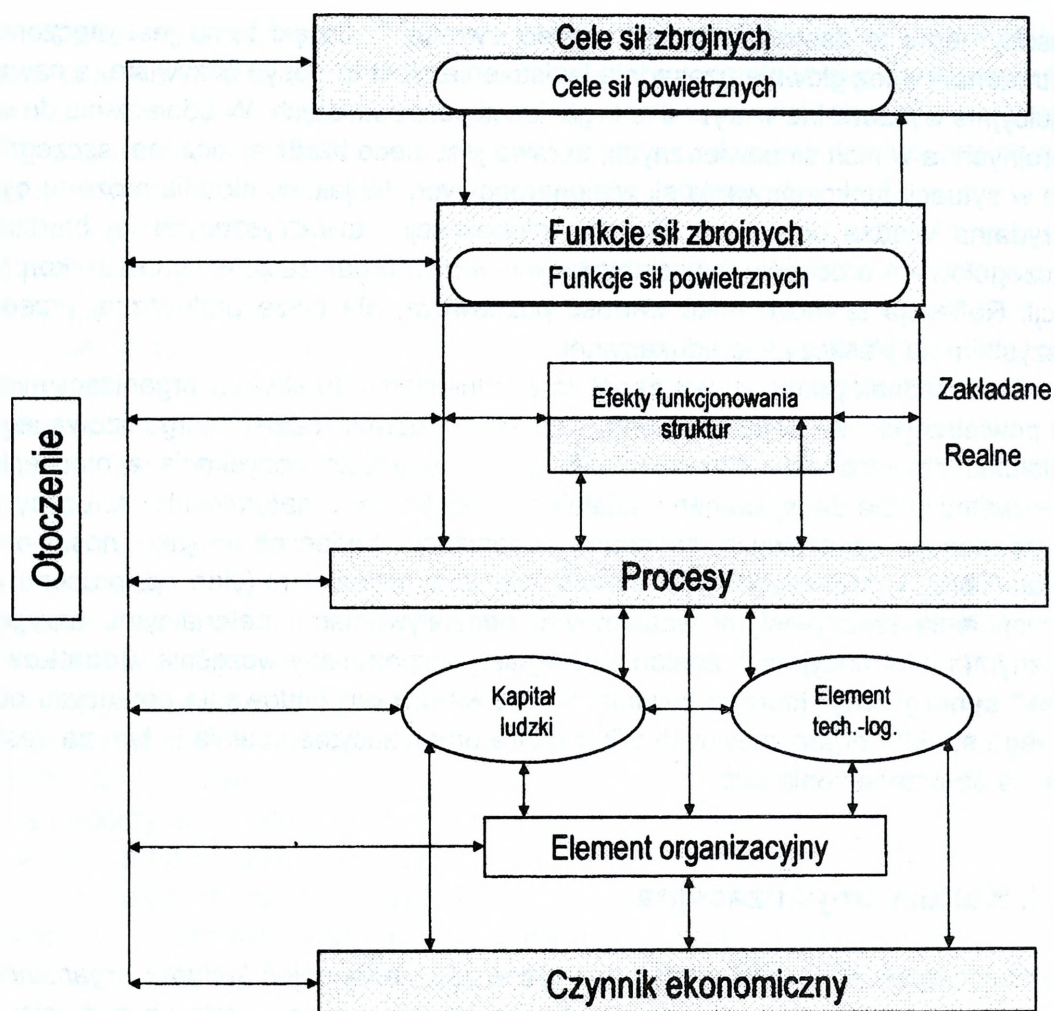 Cele sił zbrojnych
Cele sił powietrznych
Funkcje sił zbrojnych
Funkcje sił powietrznych
Efekty funkcjonowania
struktur
Zakładane
Realne
Otoczenie
Procesy
Kapitał
ludzki
Element
tech.-log.
Element organizacyjny
Czynnik ekonomiczny